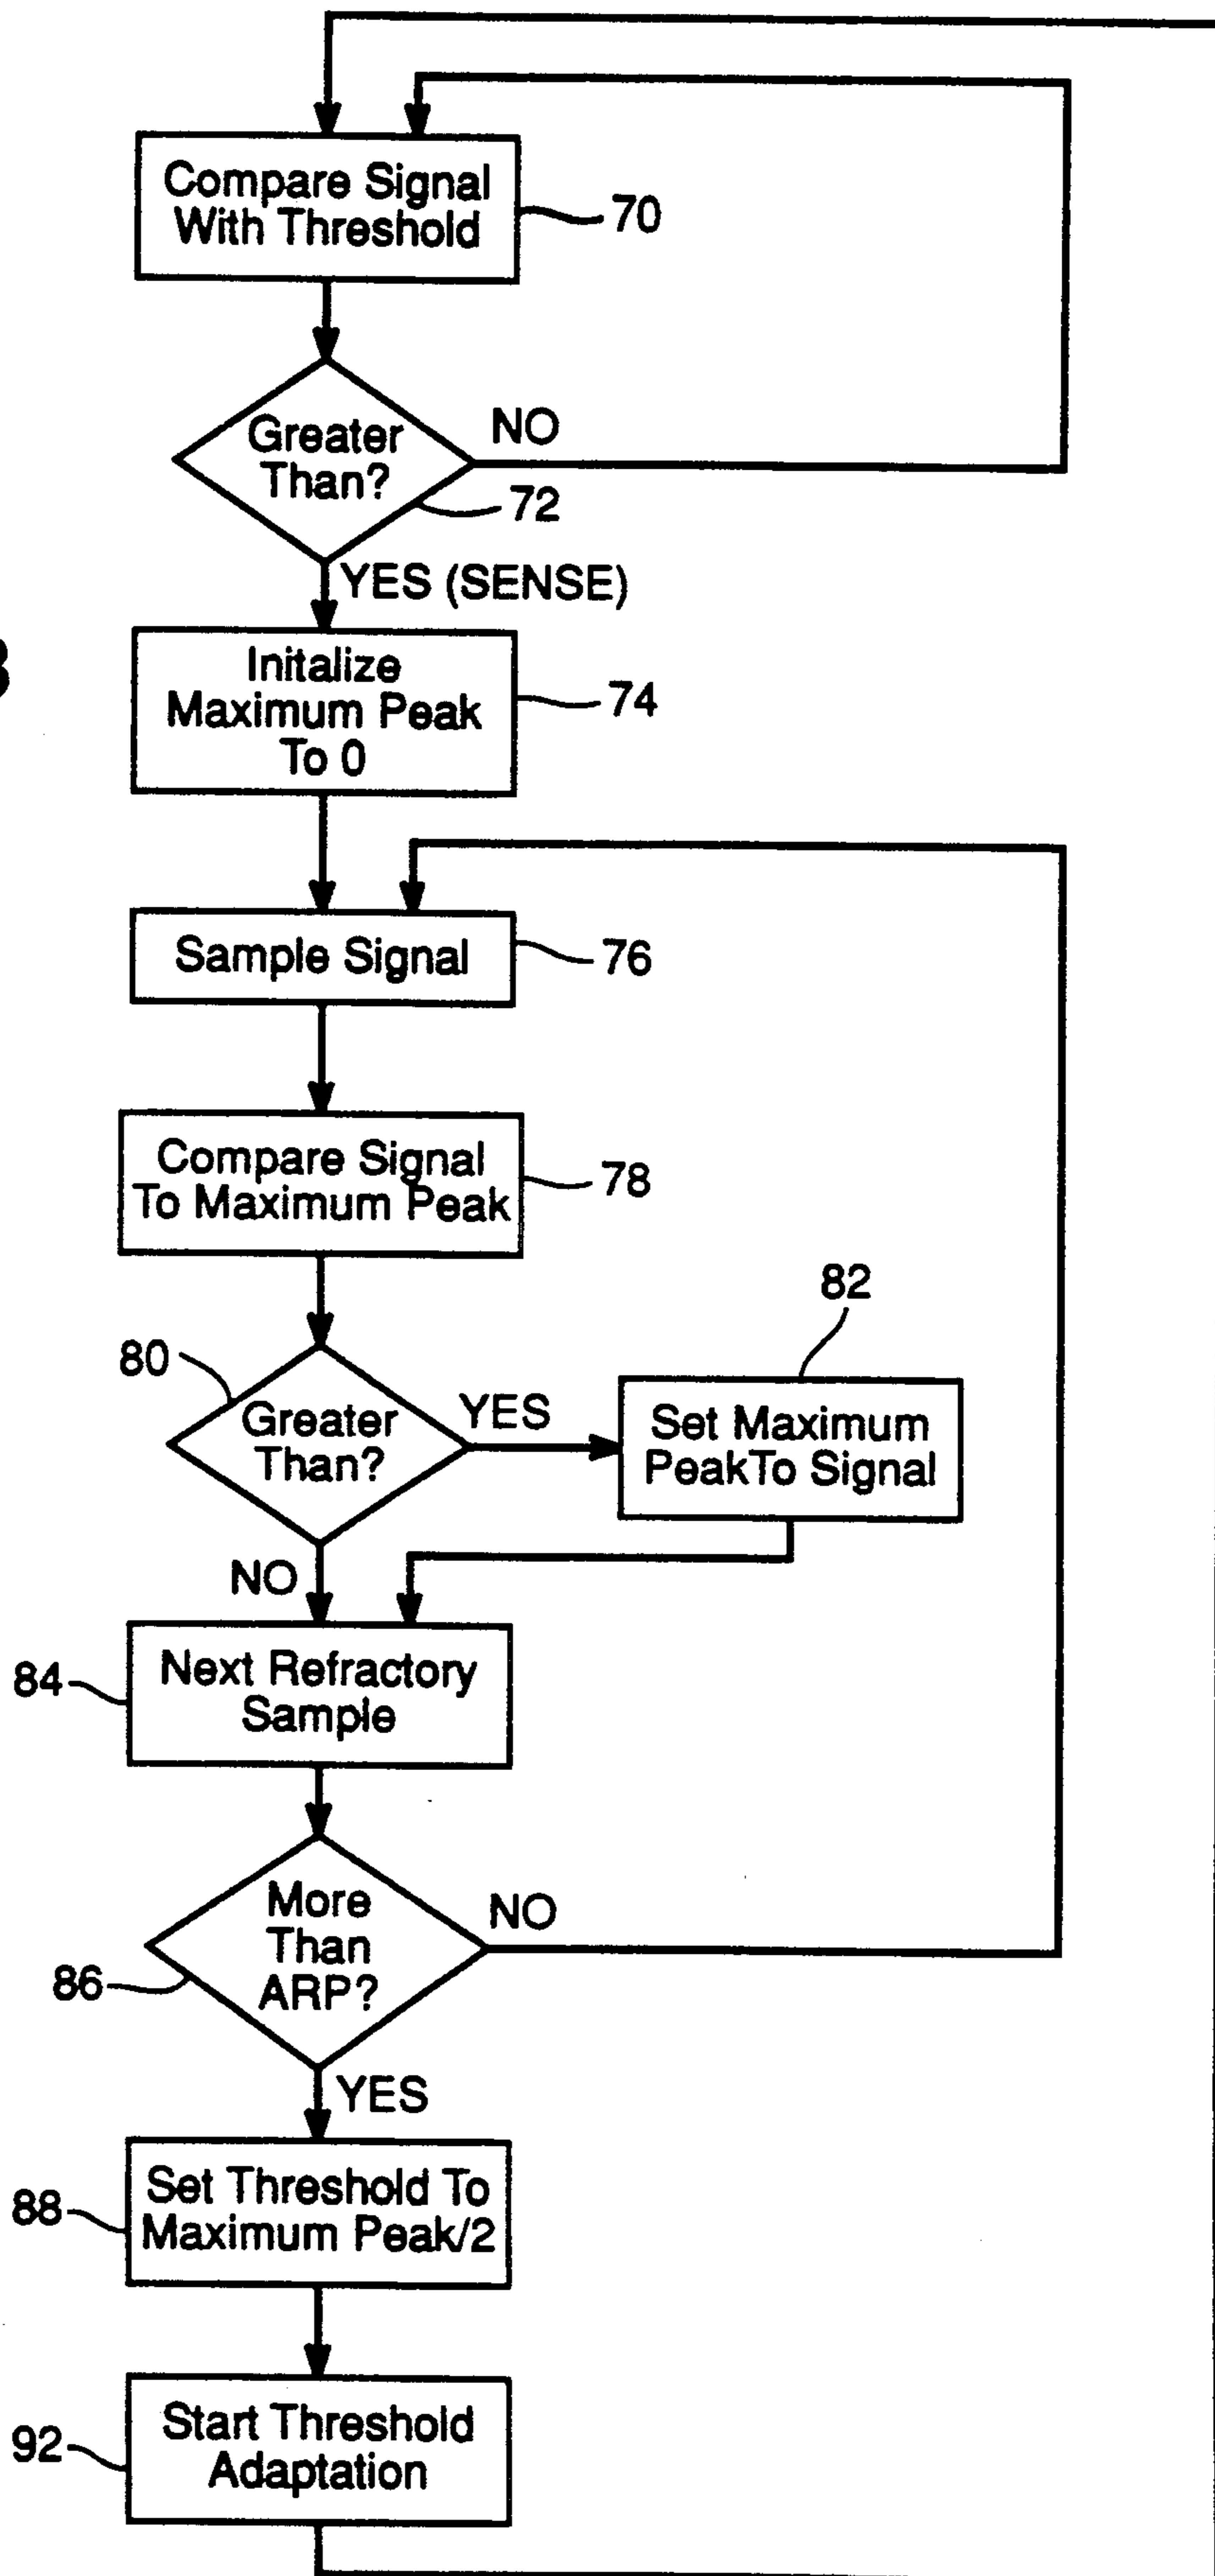 Compare Signal
With Threshold
70
Greater
Than?
NO
72
YES (SENSE)
Initalize
Maximum Peak
To 0
74
Sample Signal
76
Compare Signal
To Maximum Peak
78
82
80
Greater
Than?
YES
Set Maximum
PeakTo Signal
NO
84
Next Refractory
Sample
More
Than
ARP?
NO
86
YES
88
Set Threshold To
Maximum Peak/2
92
Start Threshold
Adaptation